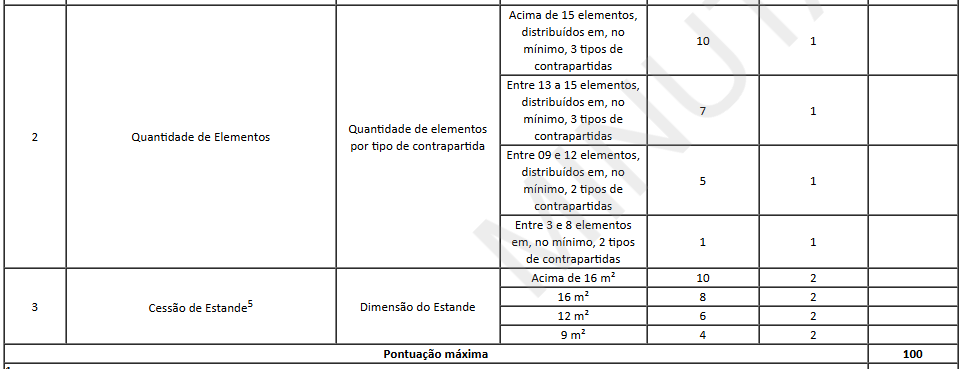 2
Quantidade de Elementos
Quantidade de elementos
por tipo de contrapartida
Acima de 15 elementos,
distribuídos em, no
mínimo, 3 tipos de
contrapartidas
10
1
Entre 13 a 15 elementos,
distribuídos em, no
mínimo, 3 tipos de
contrapartidas
7
1
Entre 09 e 12 elementos,
distribuídos em, no
mínimo, 2 tipos de
contrapartidas
5
1
Entre 3 e 8 elementos
em, no mínimo, 2 tipos
de contrapartidas
1
1
3
Cessão de Estande⁵
Dimensão do Estande
Acima de 16 m²
10
2
16 m²
8
2
12 m²
6
2
9 m²
4
2
Pontuação máxima
100